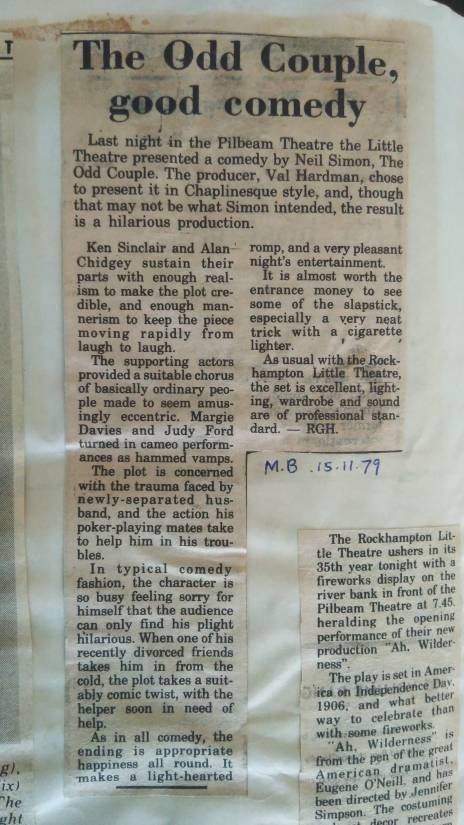 T
The Odd Couple,
good comedy
Last night in the Pilbeam Theatre the Little
Theatre presented a comedy by Neil Simon, The
Odd Couple. The producer, Val Hardman, chose
to present it in Chaplinesque style, and, though
that may not be what Simon intended, the result
is a hilarious production.
Ken Sinclair and Alan
Chidgey sustain their
parts with enough real-
ism to make the plot cre-
dible, and enough man-
nerism to keep the piece
moving rapidly from
laugh to laugh.
The supporting actors
provided a suitable chorus
of basically ordinary peo-
ple made to seem amus-
ingly eccentric. Margie
Davies and Judy Ford
turned in cameo perform-
ances as hammed vamps.
The plot is concerned
with the trauma faced by
newly-separated hus-
band, and the action his
poker-playing mates take
to help him in his trou-
bles.
In typical comedy
fashion, the character is
so busy feeling sorry for
himself that the audience
can only find his plight
hilarious. When one of his
recently divorced friends
takes him in from the
cold, the plot takes a suit-
ably comic twist, with the
helper soon in need of
help.
As in all comedy, the
ending is appropriate
happiness all round. It
makes a light-hearted
romp, and a very pleasant
night's entertainment.
It is almost worth the
entrance money to see
some of the slapstick,
especially a very neat
trick with a cigarette
lighter.
As usual with the Rock-
hampton Little Theatre,
the set is excellent, light-
ing, wardrobe and sound
are of professional stan-
dard. — RGH.
M.B. 15.11.79
The Rockhampton Lit-
tle Theatre ushers in its
35th year tonight with a
fireworks display on the
river bank in front of the
Pilbeam Theatre at 7.45.
heralding the opening
performance of their new
production "Ah, Wilder-
ness".
The play is set in Amer-
ica on Independence Day,
1906, and what better
way to celebrate than
with some fireworks.
"Ah, Wilderness" is
from the pen of the great
American dramatist,
Eugene O'Neill, and has
been directed by Jennifer
Simpson. The costuming
decor recreates
g),
ix)
The
ght